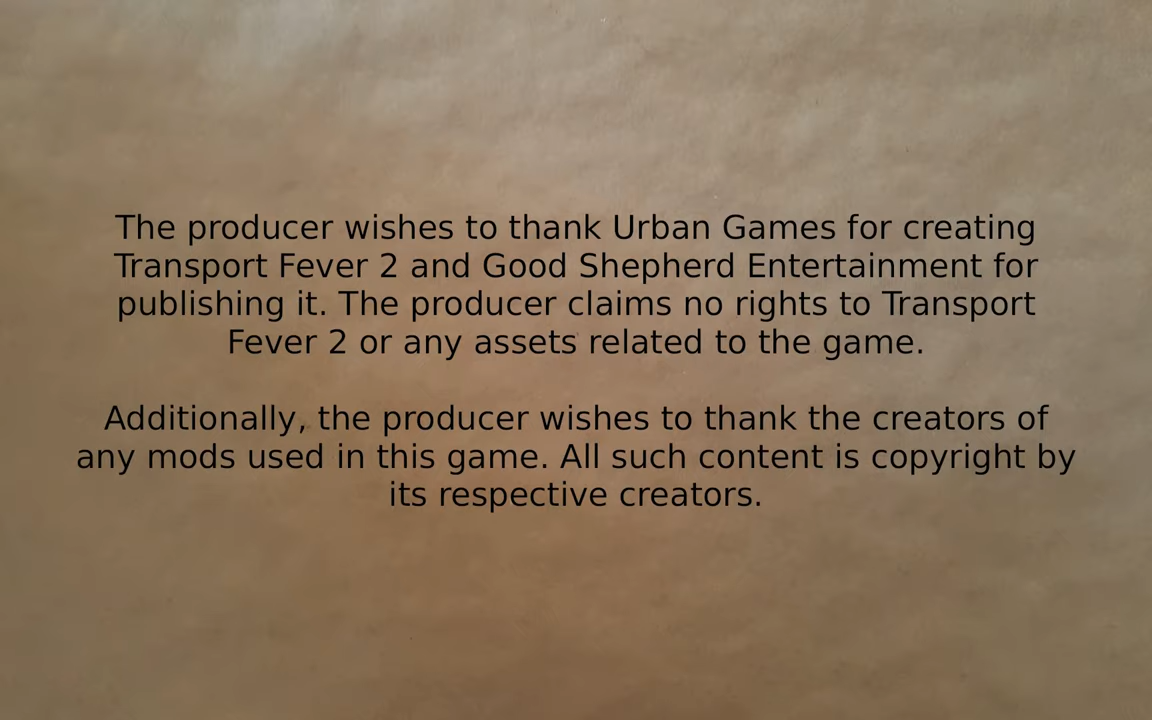 The producer wishes to thank Urban Games for creating
Transport Fever 2 and Good Shepherd Entertainment for
publishing it. The producer claims no rights to Transport
Fever 2 or any assets related to the game.
Additionally, the producer wishes to thank the creators of
any mods used in this game. All such content is copyright by
its respective creators.